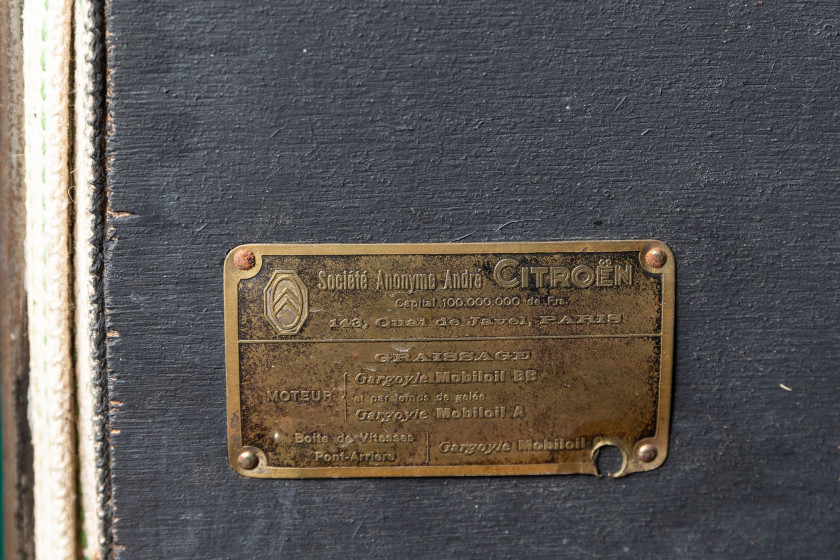 Société Anonyme André CITROËN
Capital 100.000.000 de Frs.
143, Quai de Javel, PARIS
GRAISSAGE
MOTEUR
Gargoyle Mobiloil BB
et par temps de gelée
Gargoyle Mobiloil A
Boîte de Vitesses
Pont-Arrière
Gargoyle Mobiloil